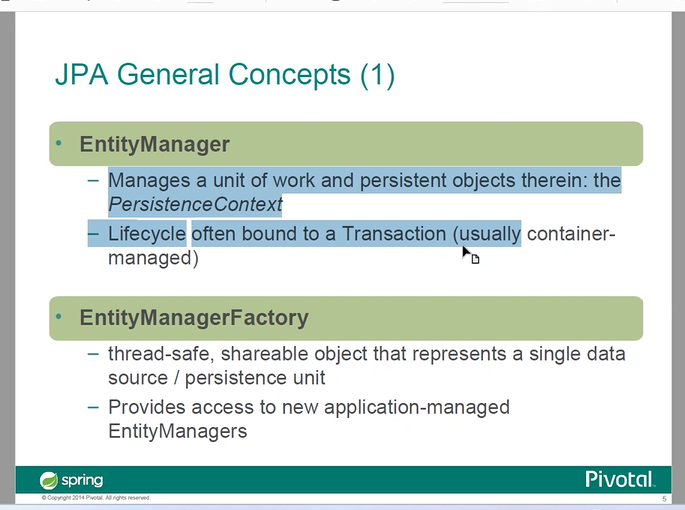 JPA General Concepts (1)
• EntityManager
– Manages a unit of work and persistent objects therein: the
PersistenceContext
– Lifecycle often bound to a Transaction (usually container-
managed)
• EntityManagerFactory
– thread-safe, shareable object that represents a single data
source / persistence unit
– Provides access to new application-managed
EntityManagers
spring
Pivotal.
© Copyright 2014 Pivotal. All rights reserved.
5